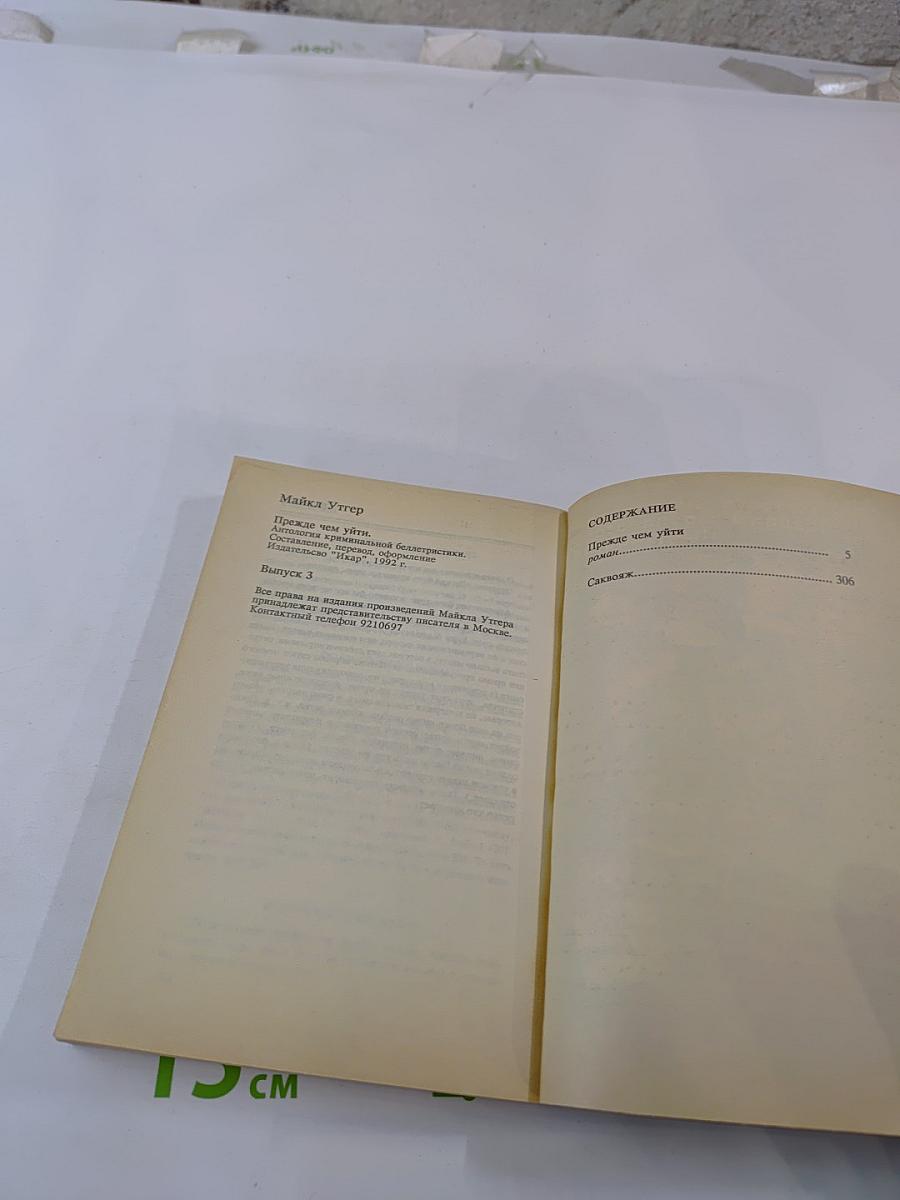 Майкл Утгер
Прежде чем уйти.
Антология криминальной беллетристики.
Составление, перевод, оформление
Издательсво "Икар", 1992 г.
Выпуск 3
Все права на издания произведений Майкла Утгера
принадлежат представительству писателя в Москве.
Контактный телефон 9210697
СОДЕРЖАНИЕ
Прежде чем уйти
роман 5
Саквояж 306
15 см